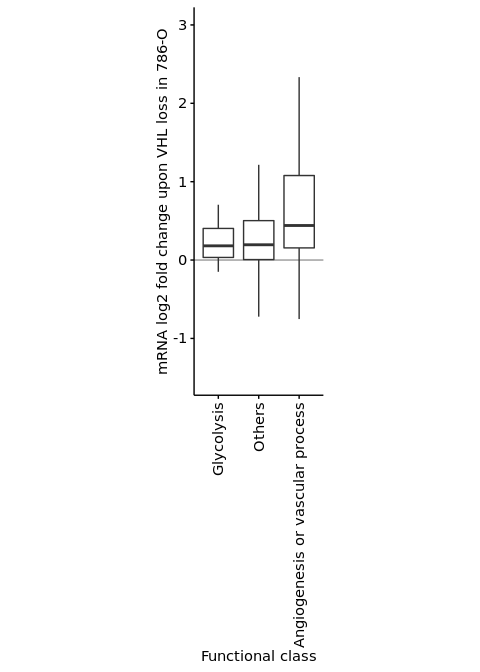 mRNA log2 fold change upon VHL loss in 786-O
3
2
1
0
-1
Glycolysis
Others
Angiogenesis or vascular process
Functional class